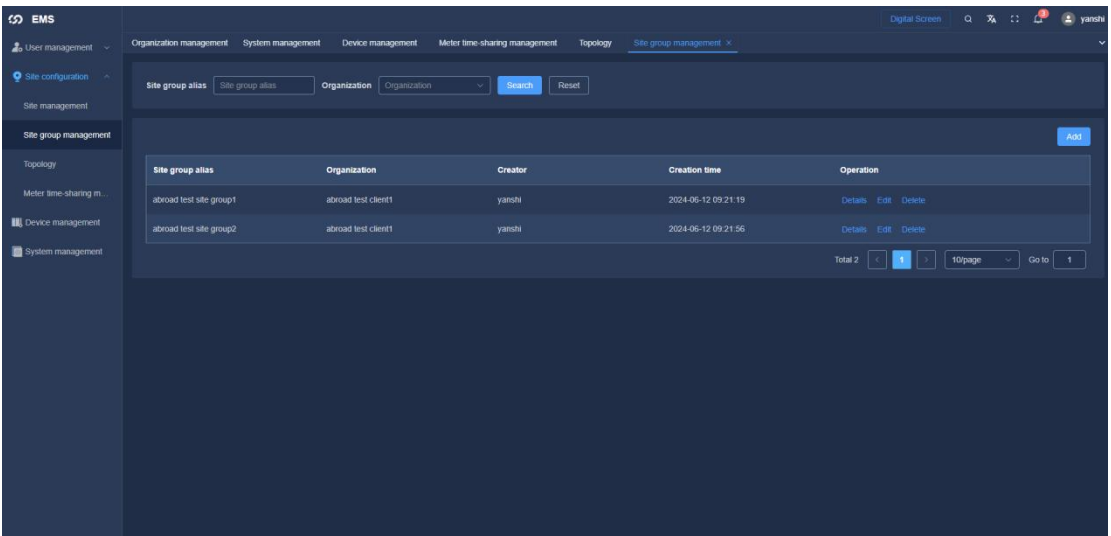 EMS
Digital Screen
3
yanshi
User management
Organization management System management Device management Meter time-sharing management Topology Site group management ×
Site configuration
Site group alias Site group alias Organization Organization Search Reset
Site management
Site group management
Add
Topology
Site group alias Organization Creator Creation time Operation
Meter time-sharing m...
abroad test site group1 abroad test client1 yanshi 2024-06-12 09:21:19 Details Edit Delete
Device management
abroad test site group2 abroad test client1 yanshi 2024-06-12 09:21:56 Details Edit Delete
System management
Total 2 < 1 > 10/page Go to 1